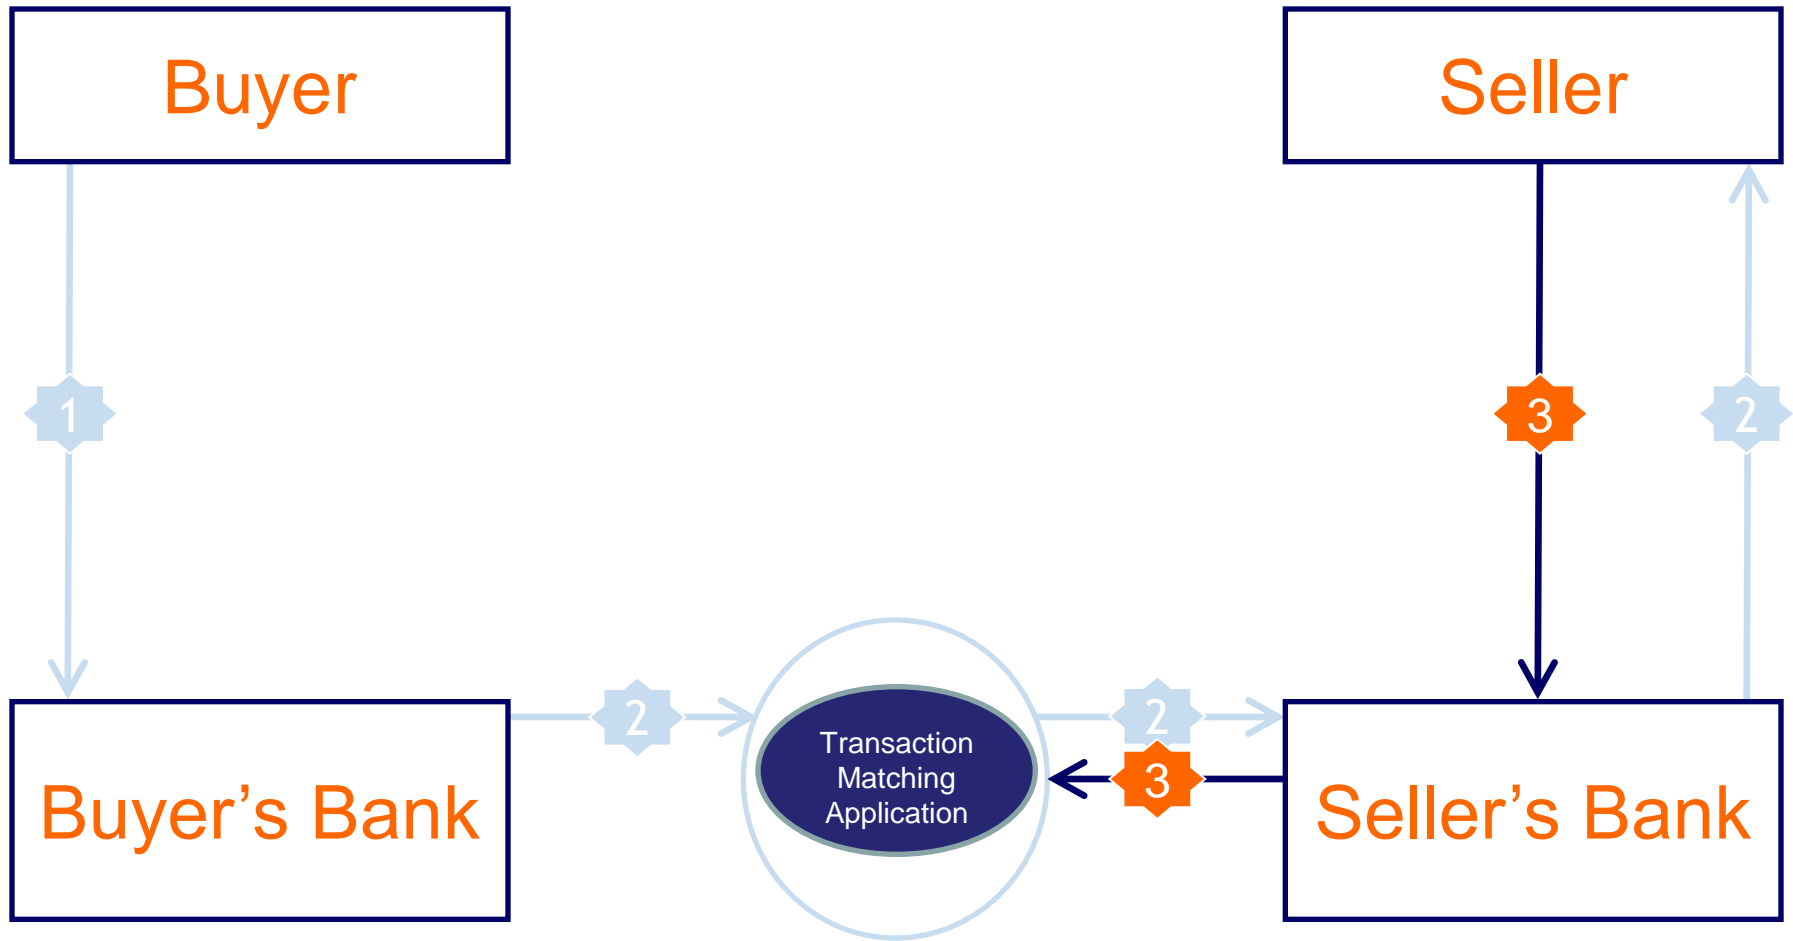 Buyer
Seller
1
3
2
2
2
3
Transaction
Matching
Application
Buyer’s Bank
Seller’s Bank